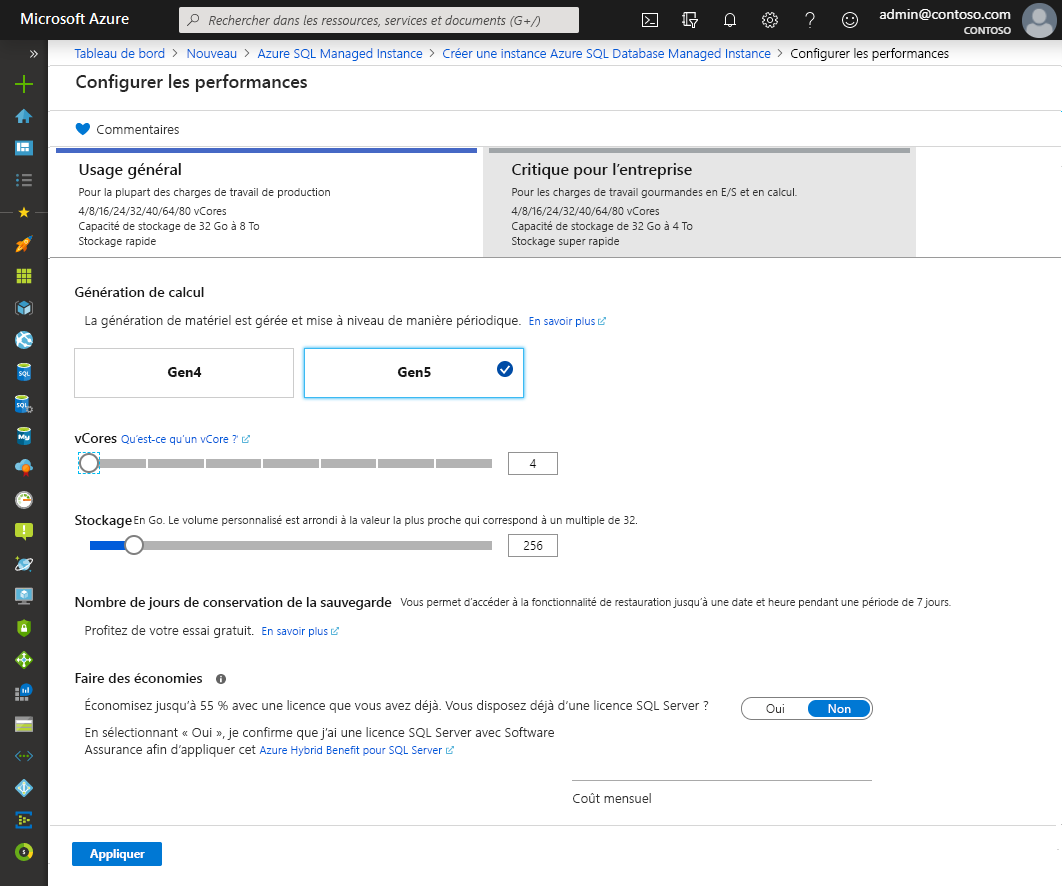 Microsoft Azure
Rechercher dans les ressources, services et documents (G+/)
admin@contoso.com
CONTOSO
Tableau de bord > Nouveau > Azure SQL Managed Instance > Créer une instance Azure SQL Database Managed Instance > Configurer les performances
Configurer les performances
Commentaires
Usage général
Pour la plupart des charges de travail de production
4/8/16/24/32/40/64/80 vCores
Capacité de stockage de 32 Go à 8 To
Stockage rapide
Critique pour l'entreprise
Pour les charges de travail gourmandes en E/S et en calcul.
4/8/16/24/32/40/64/80 vCores
Capacité de stockage de 32 Go à 4 To
Stockage super rapide
Génération de calcul
La génération de matériel est gérée et mise à niveau de manière périodique. En savoir plus
Gen4
Gen5
vCores Qu'est-ce qu'un vCore ?'
4
Stockage En Go. Le volume personnalisé est arrondi à la valeur la plus proche qui correspond à un multiple de 32.
256
Nombre de jours de conservation de la sauvegarde Vous permet d'accéder à la fonctionnalité de restauration jusqu'à une date et heure pendant une période de 7 jours.
Profitez de votre essai gratuit. En savoir plus
Faire des économies
Économisez jusqu'à 55 % avec une licence que vous avez déjà. Vous disposez déjà d'une licence SQL Server ?
Oui
Non
En sélectionnant « Oui », je confirme que j'ai une licence SQL Server avec Software
Assurance afin d'appliquer cet Azure Hybrid Benefit pour SQL Server
Coût mensuel
Appliquer